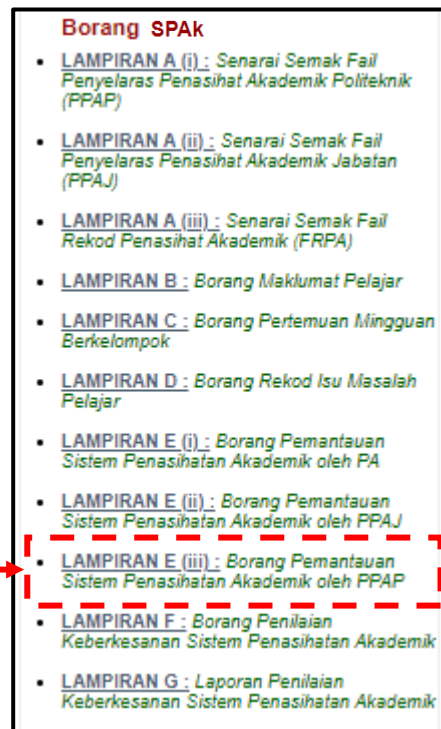 Borang SPAk
LAMPIRAN A (i) : Senarai Semak Fail
Penyelaras Penasihat Akademik Politeknik
(PPAP)
LAMPIRAN A (ii) : Senarai Semak Fail
Penyelaras Penasihat Akademik Jabatan
(PPAJ)
LAMPIRAN A (iii) : Senarai Semak Fail
Rekod Penasihat Akademik (FRPA)
LAMPIRAN B : Borang Maklumat Pelajar
LAMPIRAN C : Borang Pertemuan Mingguan
Berkelompok
LAMPIRAN D : Borang Rekod Isu Masalah
Pelajar
LAMPIRAN E (i) : Borang Pemantauan
Sistem Penasihatan Akademik oleh PA
LAMPIRAN E (ii) : Borang Pemantauan
Sistem Penasihatan Akademik oleh PPAJ
LAMPIRAN E (iii) : Borang Pemantauan
Sistem Penasihatan Akademik oleh PPAP
LAMPIRAN F : Borang Penilaian
Keberkesanan Sistem Penasihatan Akademik
LAMPIRAN G : Laporan Penilaian
Keberkesanan Sistem Penasihatan Akademik